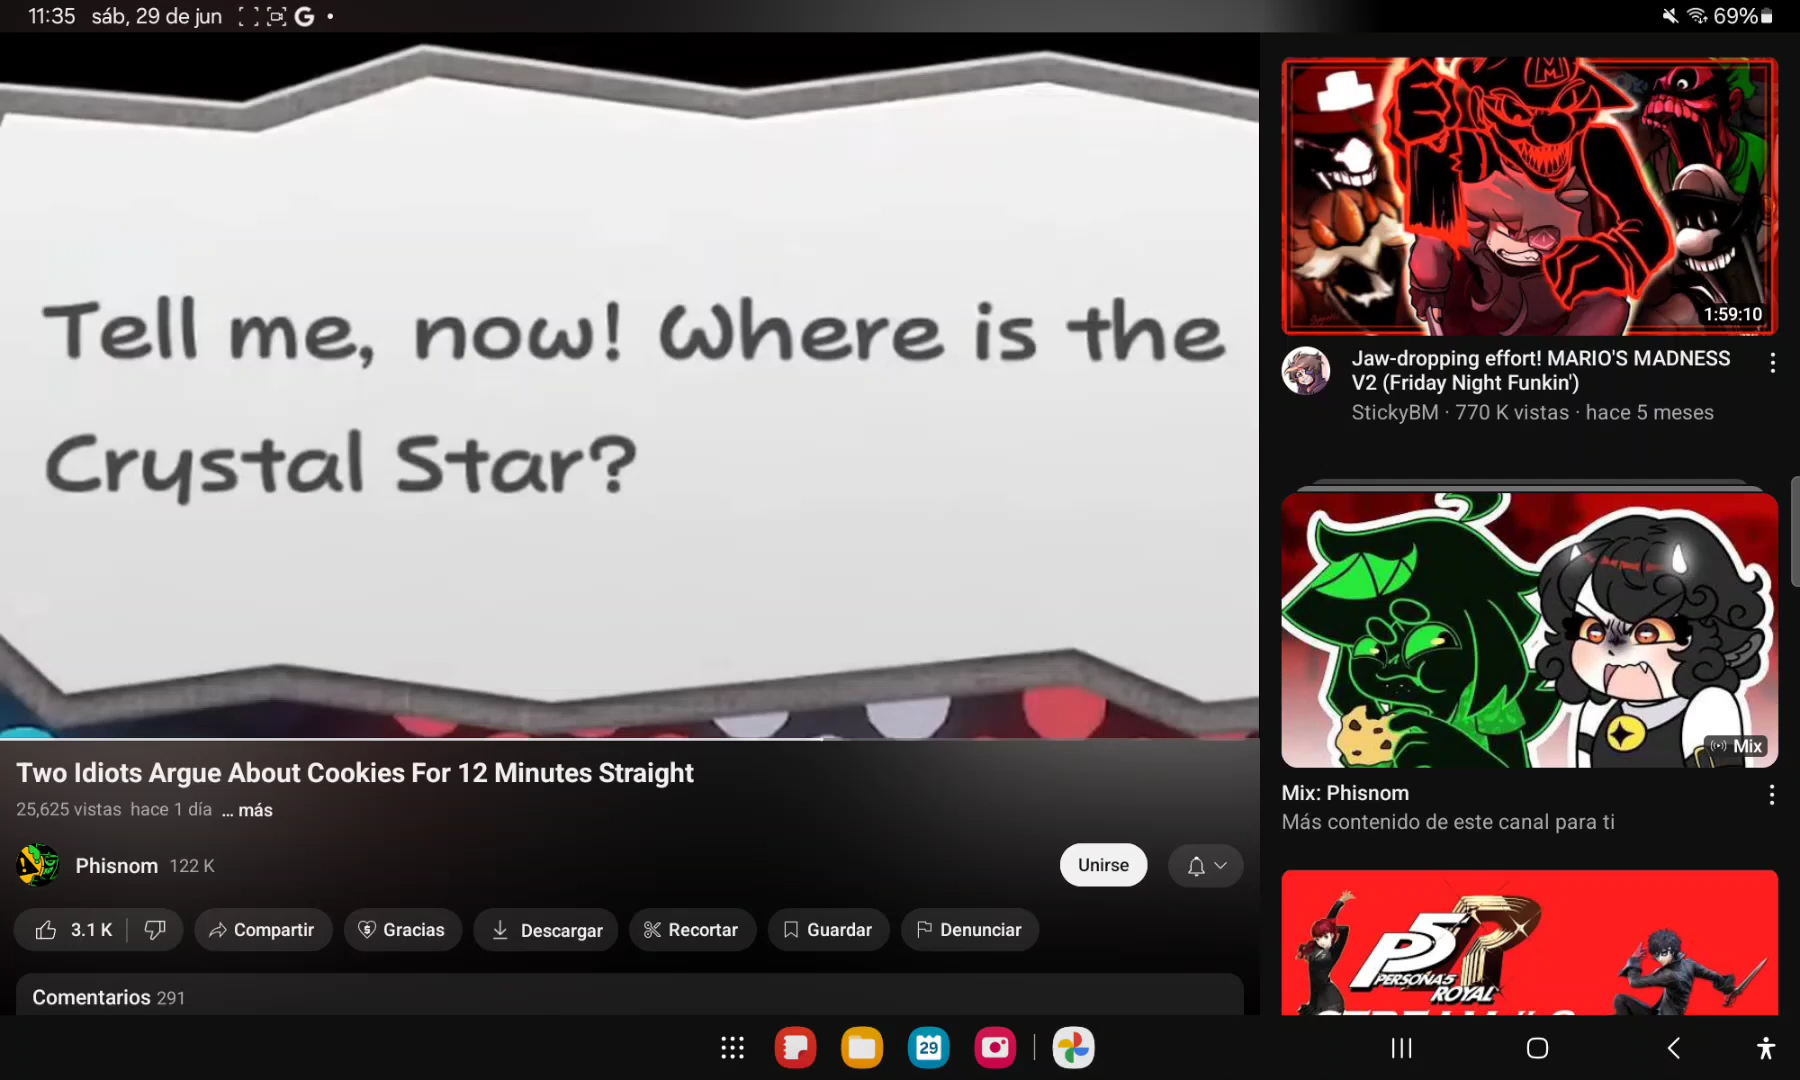 11:35 sáb, 29 de jun
69%
Tell me, now! Where is the
Crystal Star?
Two Idiots Argue About Cookies For 12 Minutes Straight
25,625 vistas hace 1 día ... más
Phisnom 122 K
Unirse
3.1 K
Compartir
Gracias
Descargar
Recortar
Guardar
Denunciar
Comentarios 291
M
1:59:10
Jaw-dropping effort! MARIO'S MADNESS
V2 (Friday Night Funkin')
StickyBM · 770 K vistas · hace 5 meses
Mix
Mix: Phisnom
Más contenido de este canal para ti
P5R
PERSONA5
ROYAL
29